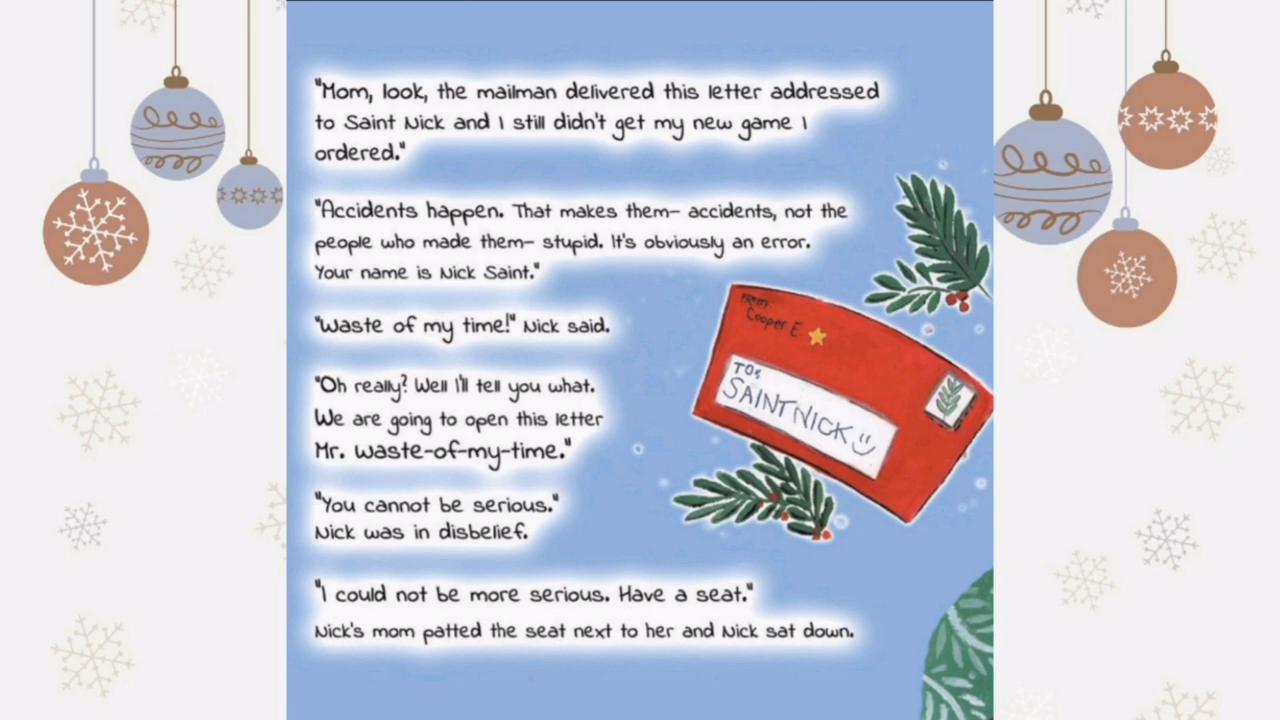 "Mom, look, the mailman delivered this letter addressed
to Saint Nick and I still didn't get my new game I
ordered."
"Accidents happen. That makes them- accidents, not the
people who made them- stupid. It's obviously an error.
Your name is Nick Saint."
"Waste of my time!" Nick said.
"Oh really? Well I'll tell you what.
We are going to open this letter
Mr. Waste-of-my-time."
"You cannot be serious."
Nick was in disbelief.
"I could not be more serious. Have a seat."
Nick's mom patted the seat next to her and Nick sat down.
From:
Cooper E.
TO:
SAINT NICK